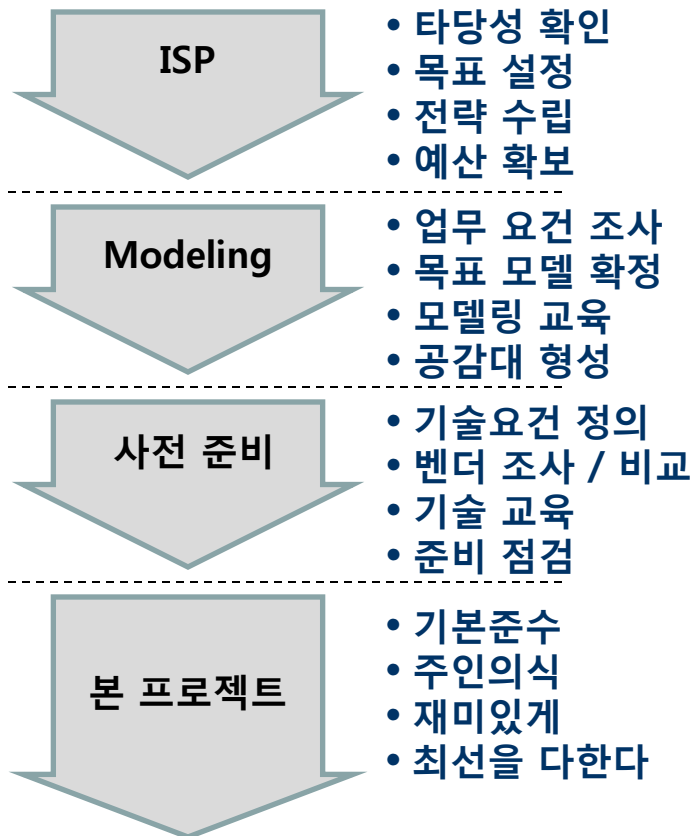 ISP
• 타당성 확인
• 목표 설정
• 전략 수립
• 예산 확보
Modeling
• 업무 요건 조사
• 목표 모델 확정
• 모델링 교육
• 공감대 형성
사전 준비
• 기술요건 정의
• 벤더 조사 / 비교
• 기술 교육
• 준비 점검
본 프로젝트
• 기본준수
• 주인의식
• 재미있게
• 최선을 다한다